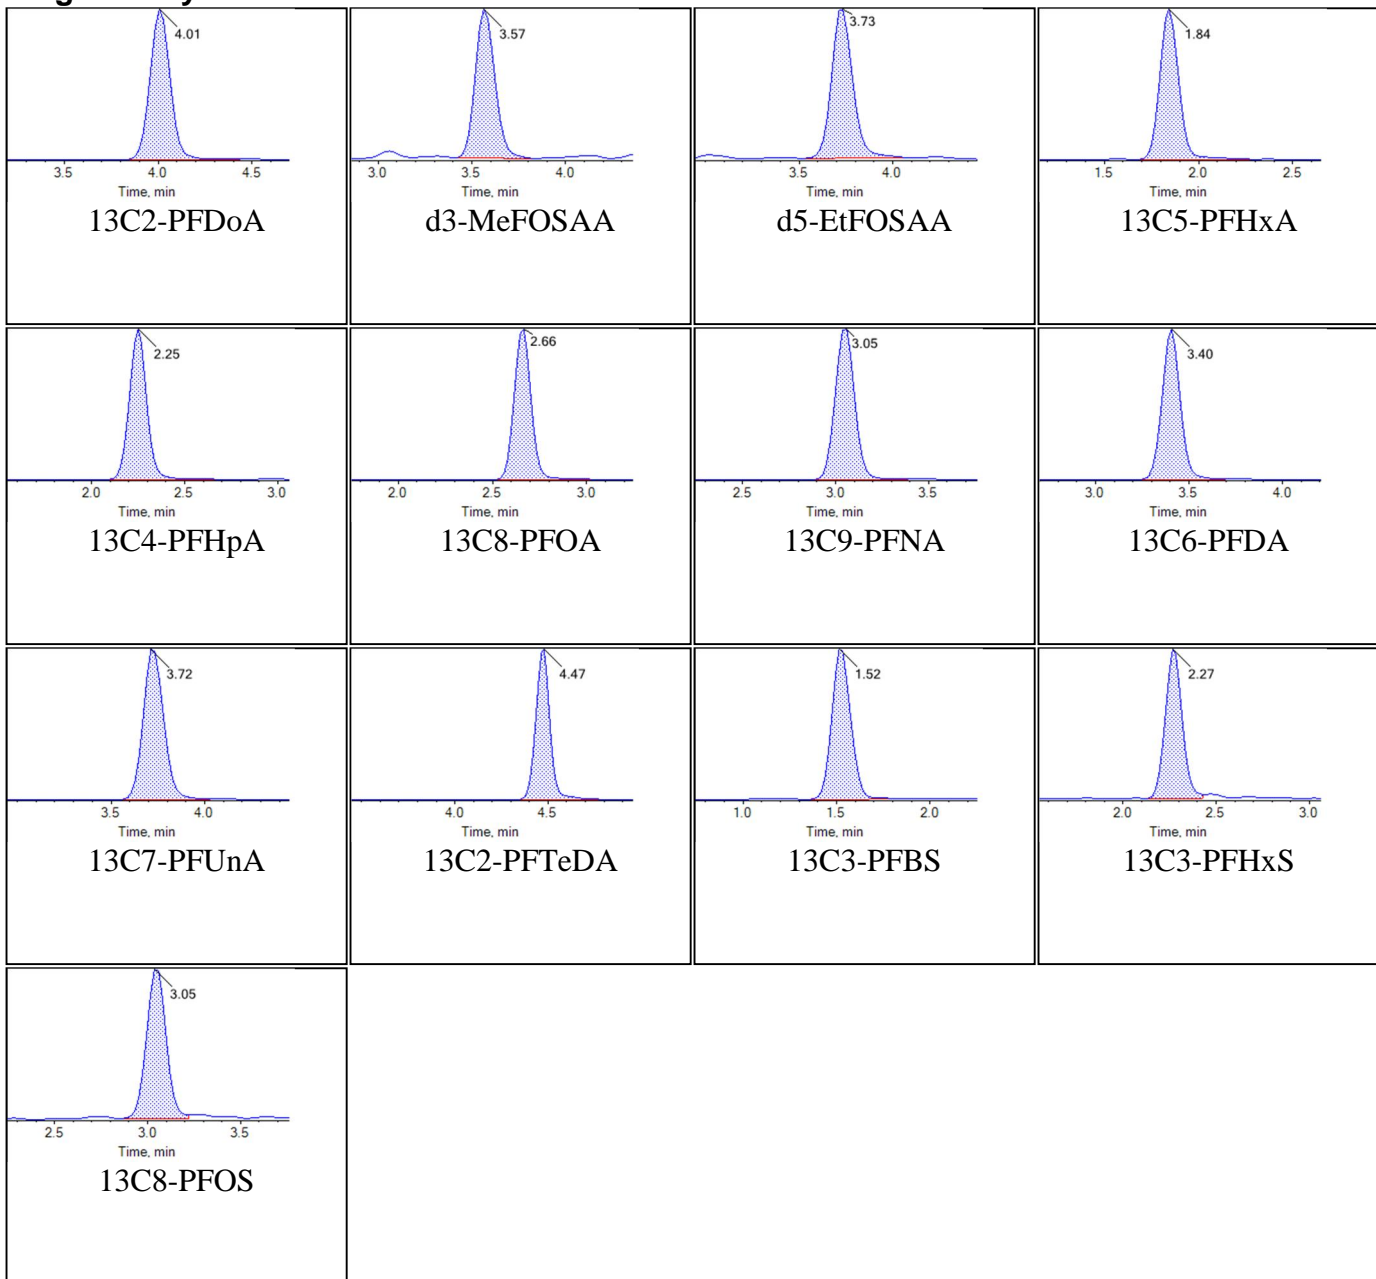 4.01
3.5 4.0 4.5
Time, min
13C2-PFDoA
3.57
3.0 3.5 4.0
Time, min
d3-MeFOSAA
3.73
3.5 4.0
Time, min
d5-EtFOSAA
1.84
1.5 2.0 2.5
Time, min
13C5-PFHxA
2.25
2.0 2.5 3.0
Time, min
13C4-PFHpA
2.66
2.0 2.5 3.0
Time, min
13C8-PFOA
3.05
2.5 3.0 3.5
Time, min
13C9-PFNA
3.40
3.0 3.5 4.0
Time, min
13C6-PFDA
3.72
3.5 4.0
Time, min
13C7-PFUnA
4.47
4.0 4.5
Time, min
13C2-PFTeDA
1.52
1.0 1.5 2.0
Time, min
13C3-PFBS
2.27
2.0 2.5 3.0
Time, min
13C3-PFHxS
3.05
2.5 3.0 3.5
Time, min
13C8-PFOS